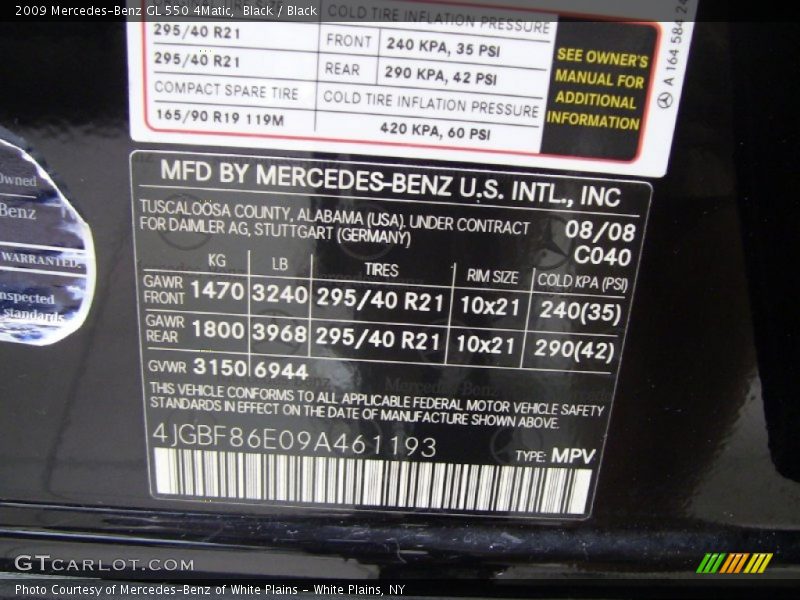 2009 Mercedes-Benz GL 550 4Matic, Black / Black
COLD TIRE INFLATION PRESSURE
295/40 R21 FRONT 240 KPA, 35 PSI
295/40 R21 REAR 290 KPA, 42 PSI
COMPACT SPARE TIRE COLD TIRE INFLATION PRESSURE
165/90 R19 119M 420 KPA, 60 PSI
SEE OWNER'S
MANUAL FOR
ADDITIONAL
INFORMATION
A 164 584 24
Owned
Benz
WARRANTED.
Inspected
standards
MFD BY MERCEDES-BENZ U.S. INTL., INC
TUSCALOOSA COUNTY, ALABAMA (USA). UNDER CONTRACT 08/08
FOR DAIMLER AG, STUTTGART (GERMANY) C040
KG LB TIRES RIM SIZE COLD KPA (PSI)
GAWR FRONT 1470 3240 295/40 R21 10x21 240(35)
GAWR REAR 1800 3968 295/40 R21 10x21 290(42)
GVWR 3150 6944
THIS VEHICLE CONFORMS TO ALL APPLICABLE FEDERAL MOTOR VEHICLE SAFETY
STANDARDS IN EFFECT ON THE DATE OF MANUFACTURE SHOWN ABOVE.
4JGBF86E09A461193 TYPE: MPV
GTCARLOT.COM
Photo Courtesy of Mercedes-Benz of White Plains - White Plains, NY